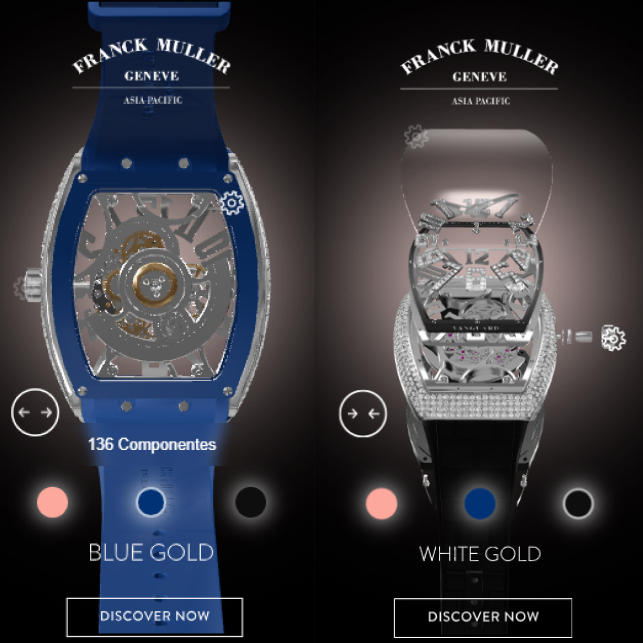 FRANCK MULLER
GENEVE
ASIA PACIFIC
136 Componentes
BLUE GOLD
DISCOVER NOW
FRANCK MULLER
GENEVE
ASIA PACIFIC
12
VANGUARD
WHITE GOLD
DISCOVER NOW